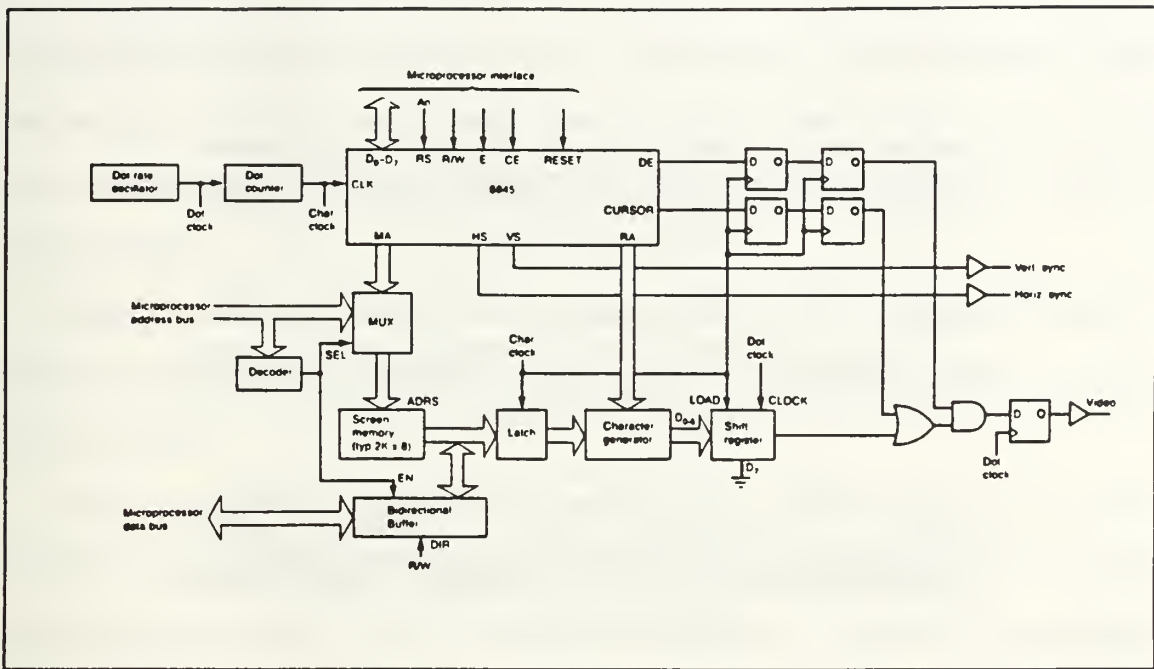 Microprocessor interface
An
D0-D7 RS R/W E CE RESET
DE
Dot rate
oscillator
Dot
counter
CLK
6845
Dot
clock
Char
clock
CURSOR
MA HS VS RA
D Q D Q
D Q D Q
Vert sync
Horiz sync
Microprocessor
address bus
MUX
SEL
Decoder
Char
clock
Dot
clock
ADRS
LOAD CLOCK
Screen
memory
(typ 2K x 8)
Latch
Character
generator
D0-6
Shift
register
D7
D Q
Video
Dot
clock
EN
Microprocessor
data bus
Bidirectional
Buffer
DIR
R/W